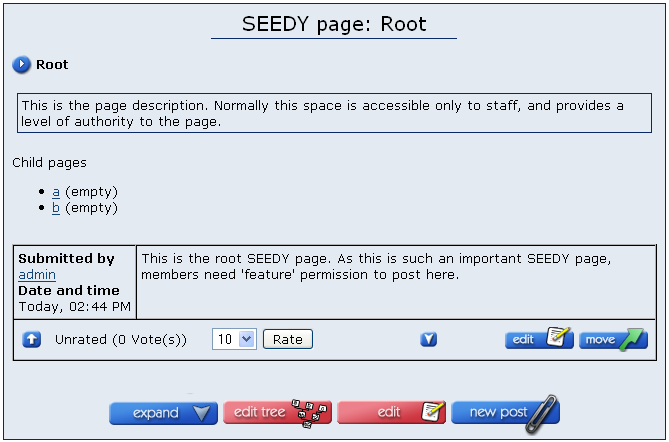 SEEDY page: Root
Root
This is the page description. Normally this space is accessible only to staff, and provides a
level of authority to the page.
Child pages
• a (empty)
• b (empty)
Submitted by
admin
Date and time
Today, 02:44 PM
This is the root SEEDY page. As this is such an important SEEDY page,
members need 'feature' permission to post here.
Unrated (0 Vote(s)) 10 Rate edit move
expand edit tree edit new post